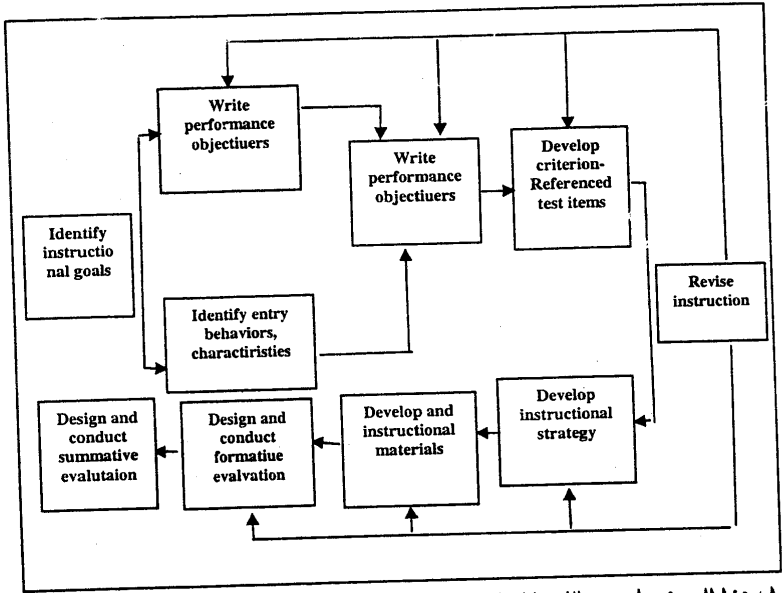 Write
performance
objectiuers
Write
performance
objectiuers
Develop
criterion-
Referenced
test items
Identify
instructio
nal goals
Identify entry
behaviors,
charactiristies
Revise
instruction
Design and
conduct
summative
evalutaion
Design and
conduct
formatiue
evalvation
Develop and
instructional
materials
Develop
instructional
strategy